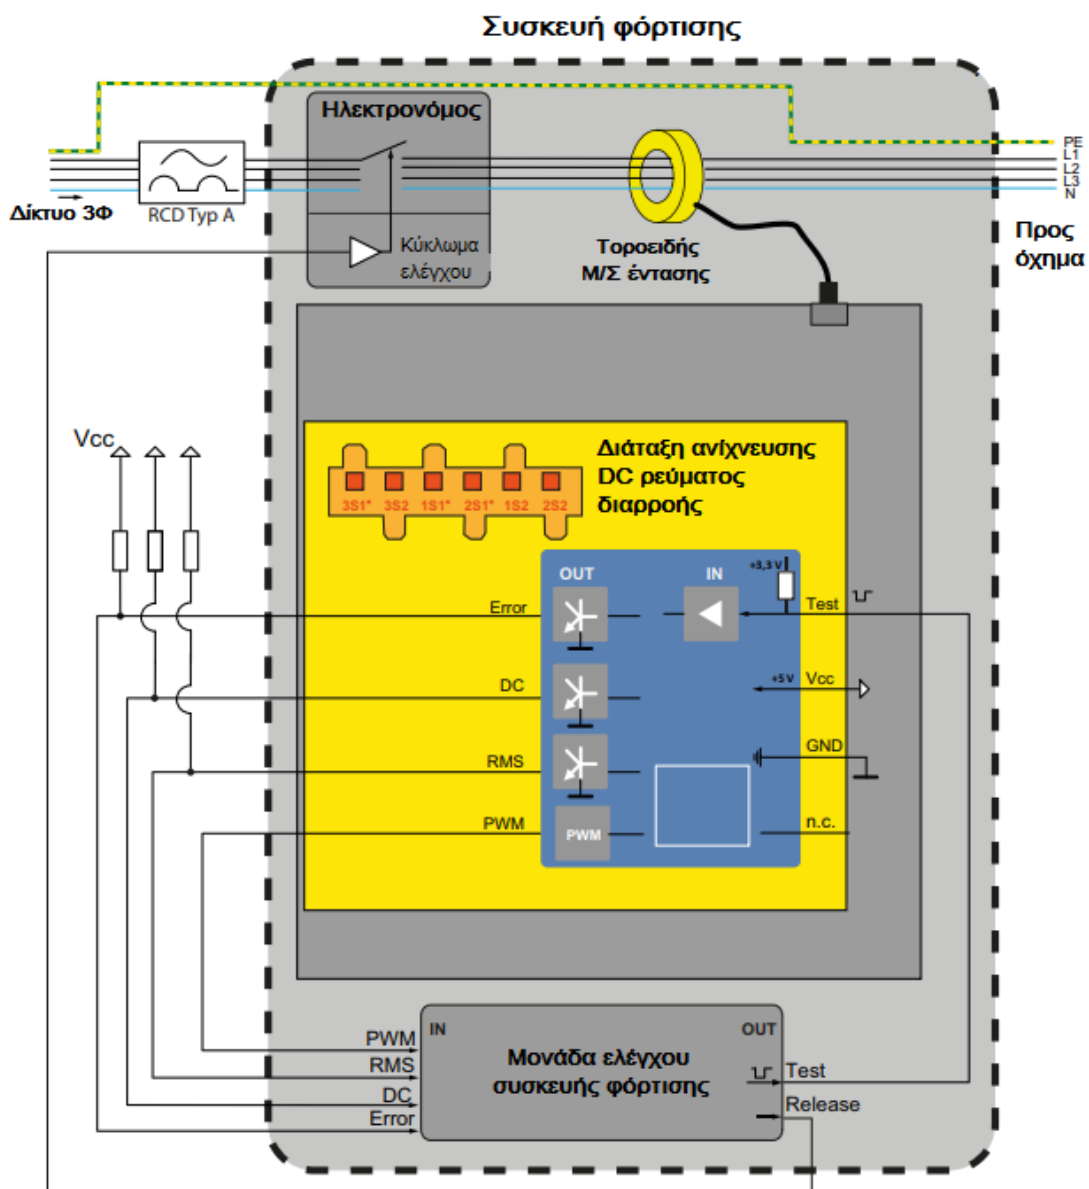 Συσκευή φόρτισης
Ηλεκτρονόμος
PE
L1
L2
L3
N
Δίκτυο 3Φ
RCD Typ A
Κύκλωμα
ελέγχου
Τοροειδής
Μ/Σ έντασης
Προς
όχημα
Vcc
Διάταξη ανίχνευσης
DC ρεύματος
διαρροής
3S1* 3S2 1S1* 2S1* 1S2 2S2
OUT
IN
+3,3 V
Error
Test
DC
+5 V
Vcc
RMS
GND
PWM
PWM
n.c.
IN
OUT
PWM
RMS
DC
Error
Μονάδα ελέγχου
συσκευής φόρτισης
Test
Release